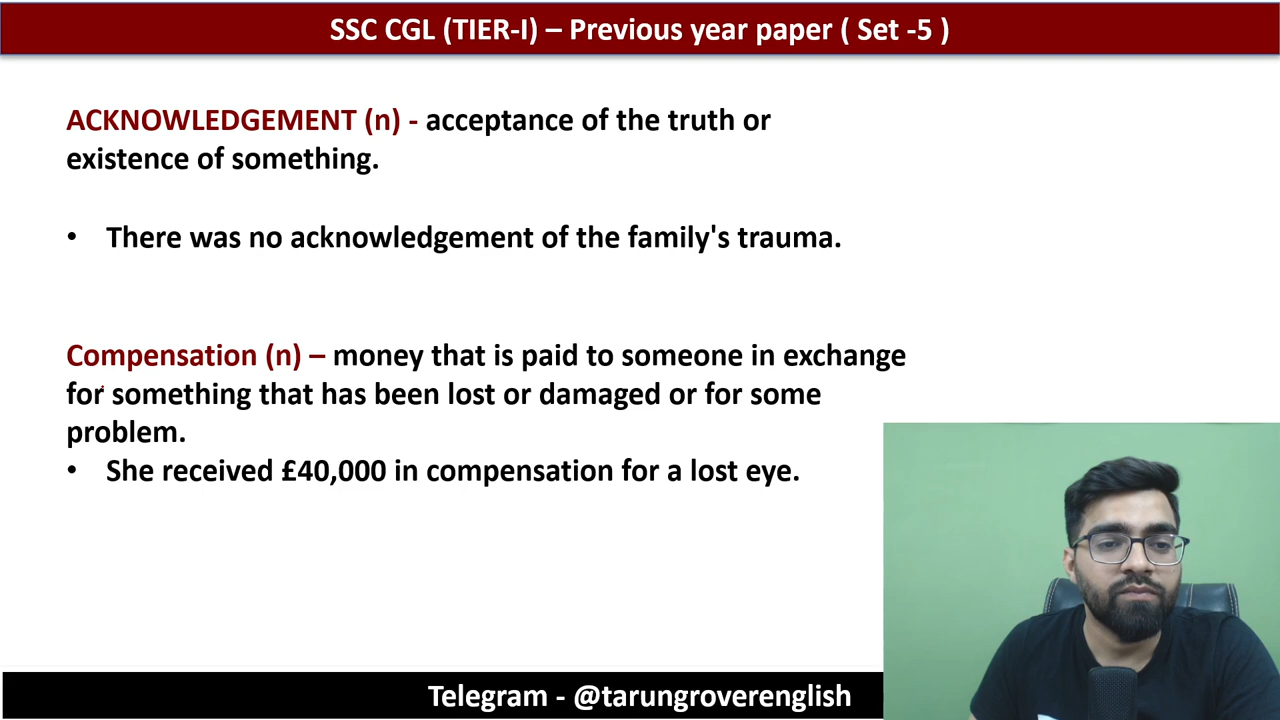 SSC CGL (TIER-I) – Previous year paper ( Set -5 )
ACKNOWLEDGEMENT (n) - acceptance of the truth or
existence of something.
• There was no acknowledgement of the family's trauma.
Compensation (n) – money that is paid to someone in exchange
for something that has been lost or damaged or for some
problem.
• She received £40,000 in compensation for a lost eye.
Telegram - @tarungroverenglish